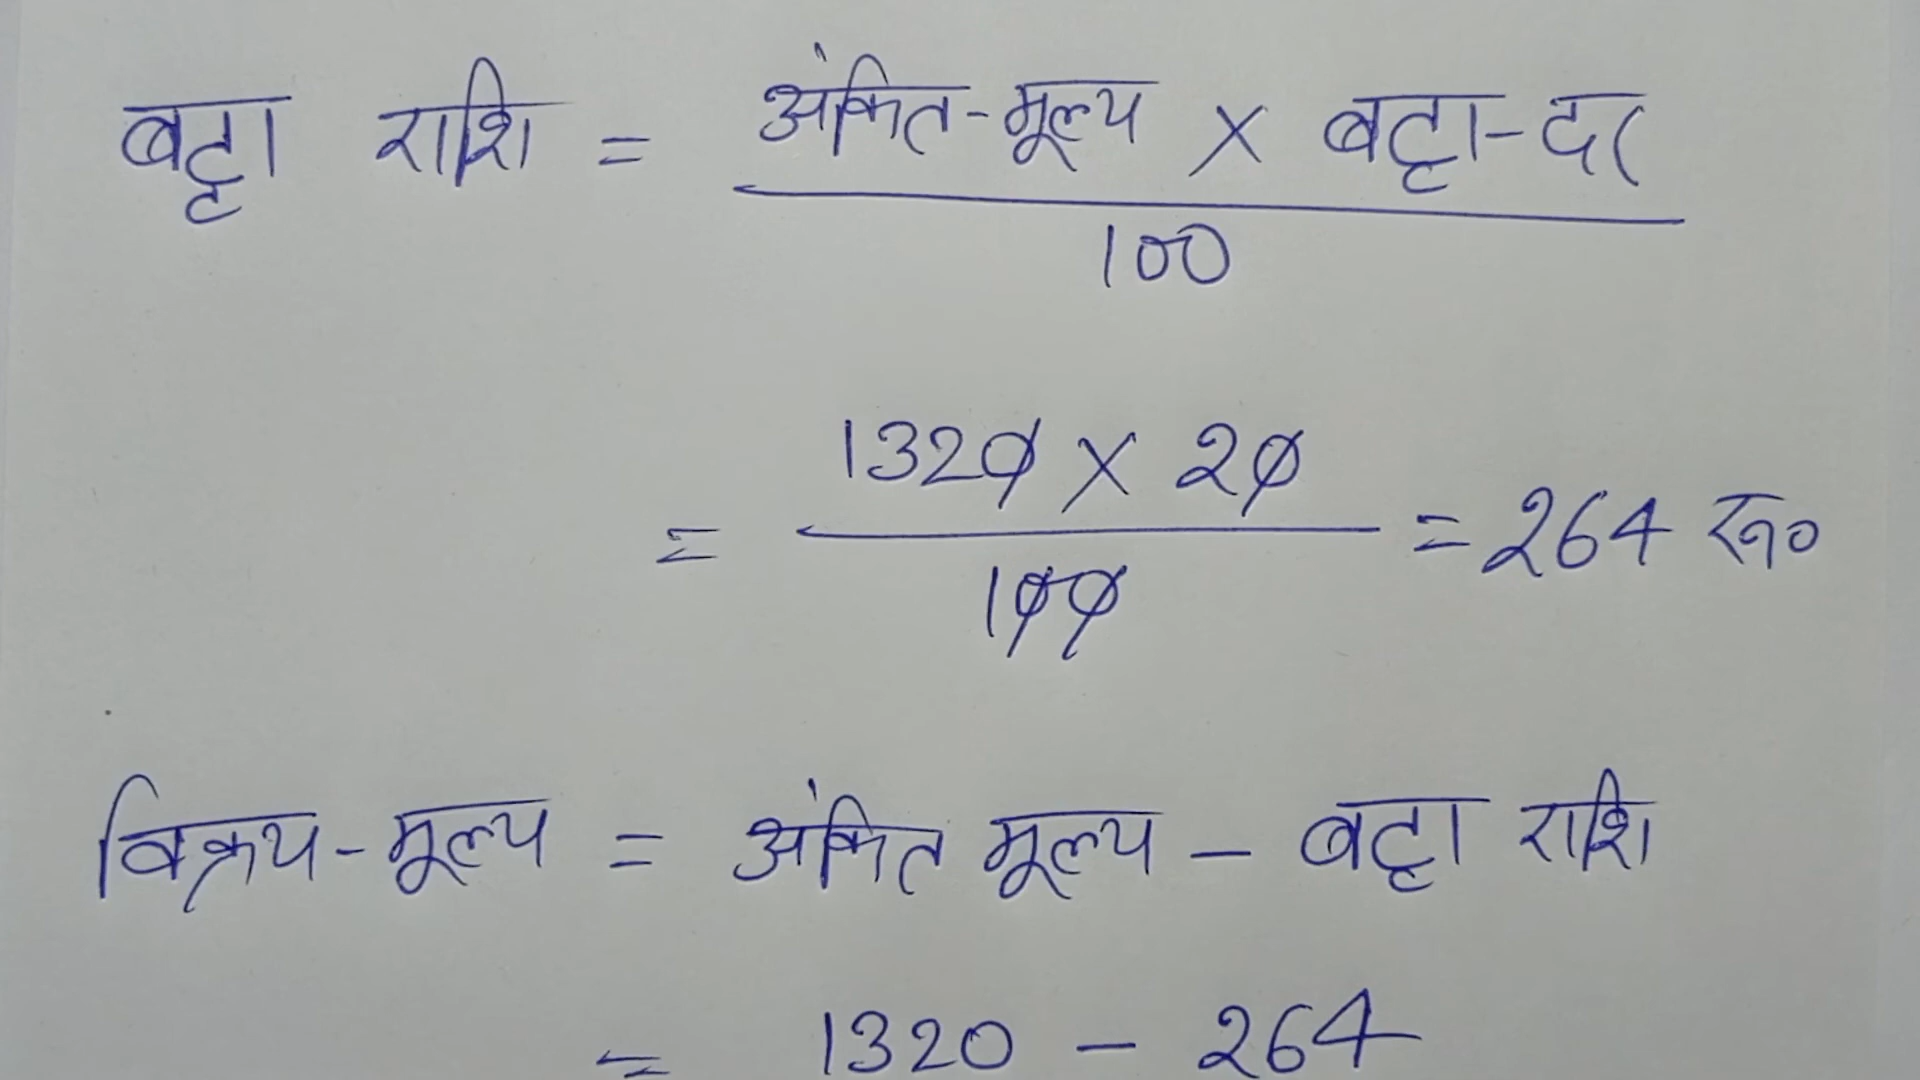 बट्टा राशि = अंकित-मूल्य × बट्टा-दर
100
= 1320 × 20 = 264 रू०
100
विक्रय-मूल्य = अंकित मूल्य - बट्टा राशि
= 1320 - 264